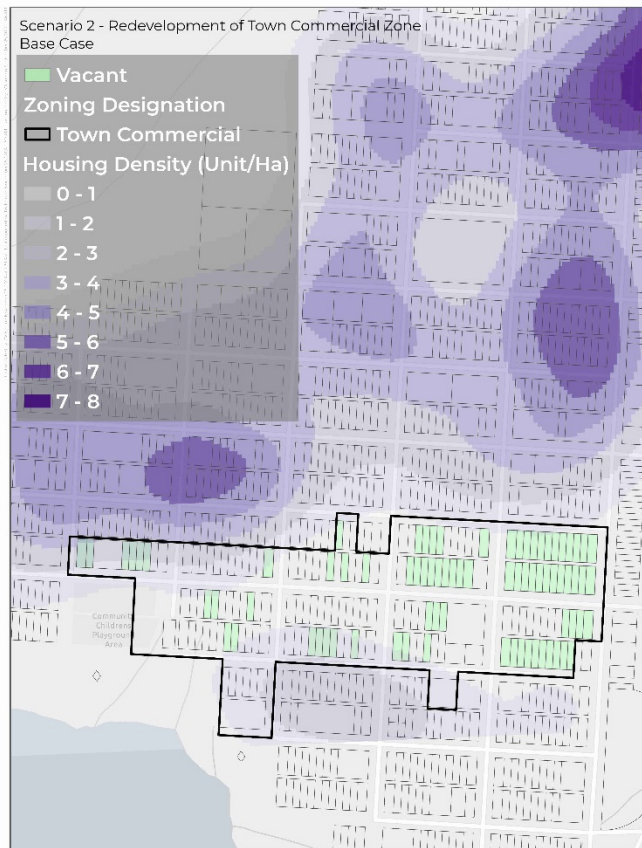 Scenario 2 - Redevelopment of Town Commercial Zone
Base Case
Vacant
Zoning Designation
Town Commercial
Housing Density (Unit/Ha)
0 - 1
1 - 2
2 - 3
3 - 4
4 - 5
5 - 6
6 - 7
7 - 8
Community
Childrens
Playground
Area